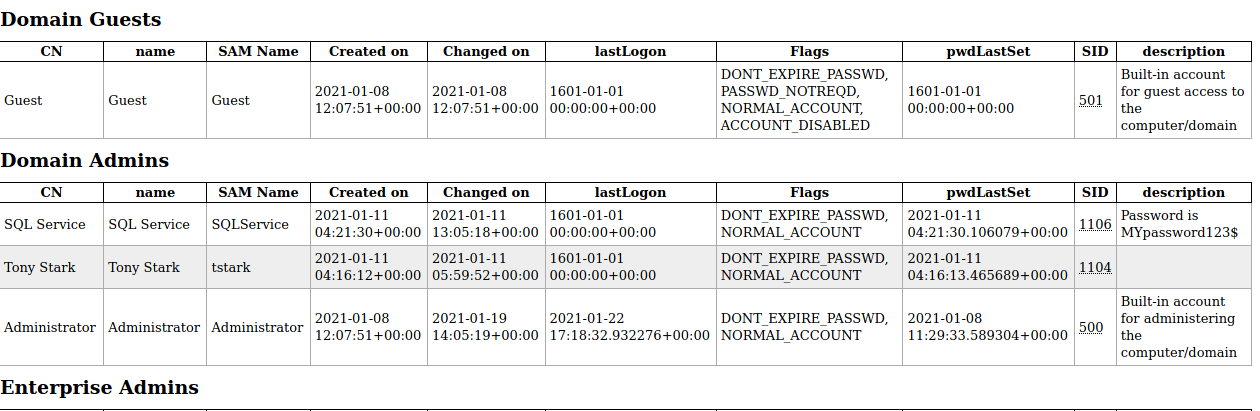 Domain Guests
CN name SAM Name Created on Changed on lastLogon Flags pwdLastSet SID description
Guest Guest Guest 2021-01-08 12:07:51+00:00 2021-01-08 12:07:51+00:00 1601-01-01 00:00:00+00:00 DONT_EXPIRE_PASSWD, PASSWD_NOTREQD, NORMAL_ACCOUNT, ACCOUNT_DISABLED 1601-01-01 00:00:00+00:00 501 Built-in account for guest access to the computer/domain
Domain Admins
CN name SAM Name Created on Changed on lastLogon Flags pwdLastSet SID description
SQL Service SQL Service SQLService 2021-01-11 04:21:30+00:00 2021-01-11 13:05:18+00:00 1601-01-01 00:00:00+00:00 DONT_EXPIRE_PASSWD, NORMAL_ACCOUNT 2021-01-11 04:21:30.106079+00:00 1106 Password is MYpassword123$
Tony Stark Tony Stark tstark 2021-01-11 04:16:12+00:00 2021-01-11 05:59:52+00:00 1601-01-01 00:00:00+00:00 DONT_EXPIRE_PASSWD, NORMAL_ACCOUNT 2021-01-11 04:16:13.465689+00:00 1104
Administrator Administrator Administrator 2021-01-08 12:07:51+00:00 2021-01-19 14:05:19+00:00 2021-01-22 17:18:32.932276+00:00 DONT_EXPIRE_PASSWD, NORMAL_ACCOUNT 2021-01-08 11:29:33.589304+00:00 500 Built-in account for administering the computer/domain
Enterprise Admins